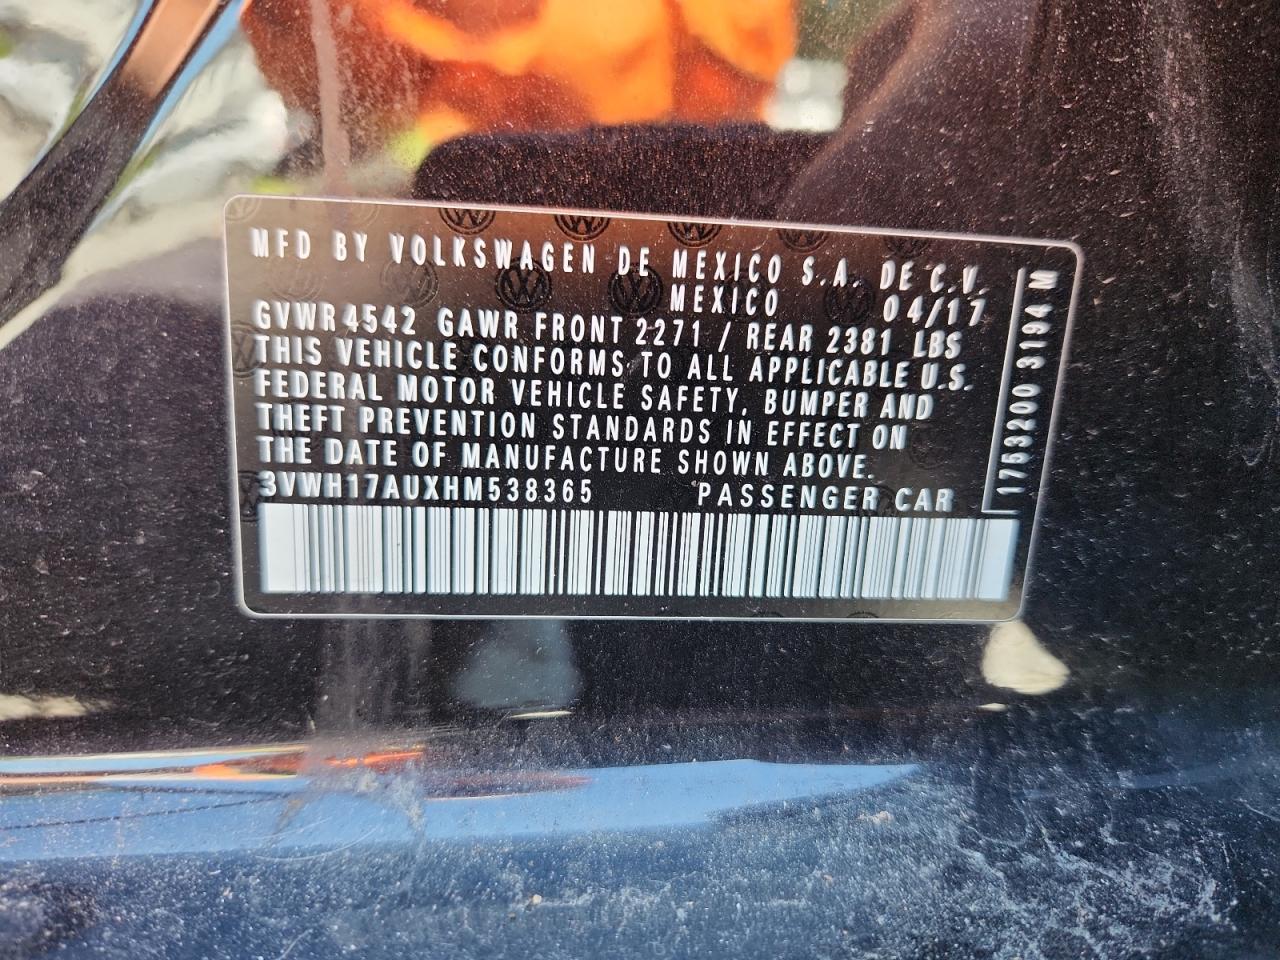 MFD BY VOLKSWAGEN DE MEXICO S.A. DE C.V.
MEXICO 04/17
GVWR 4542 GAWR FRONT 2271 / REAR 2381 LBS
THIS VEHICLE CONFORMS TO ALL APPLICABLE U.S.
FEDERAL MOTOR VEHICLE SAFETY, BUMPER AND
THEFT PREVENTION STANDARDS IN EFFECT ON
THE DATE OF MANUFACTURE SHOWN ABOVE.
3VWH17AUXHM538365 PASSENGER CAR
1753200 3194 M